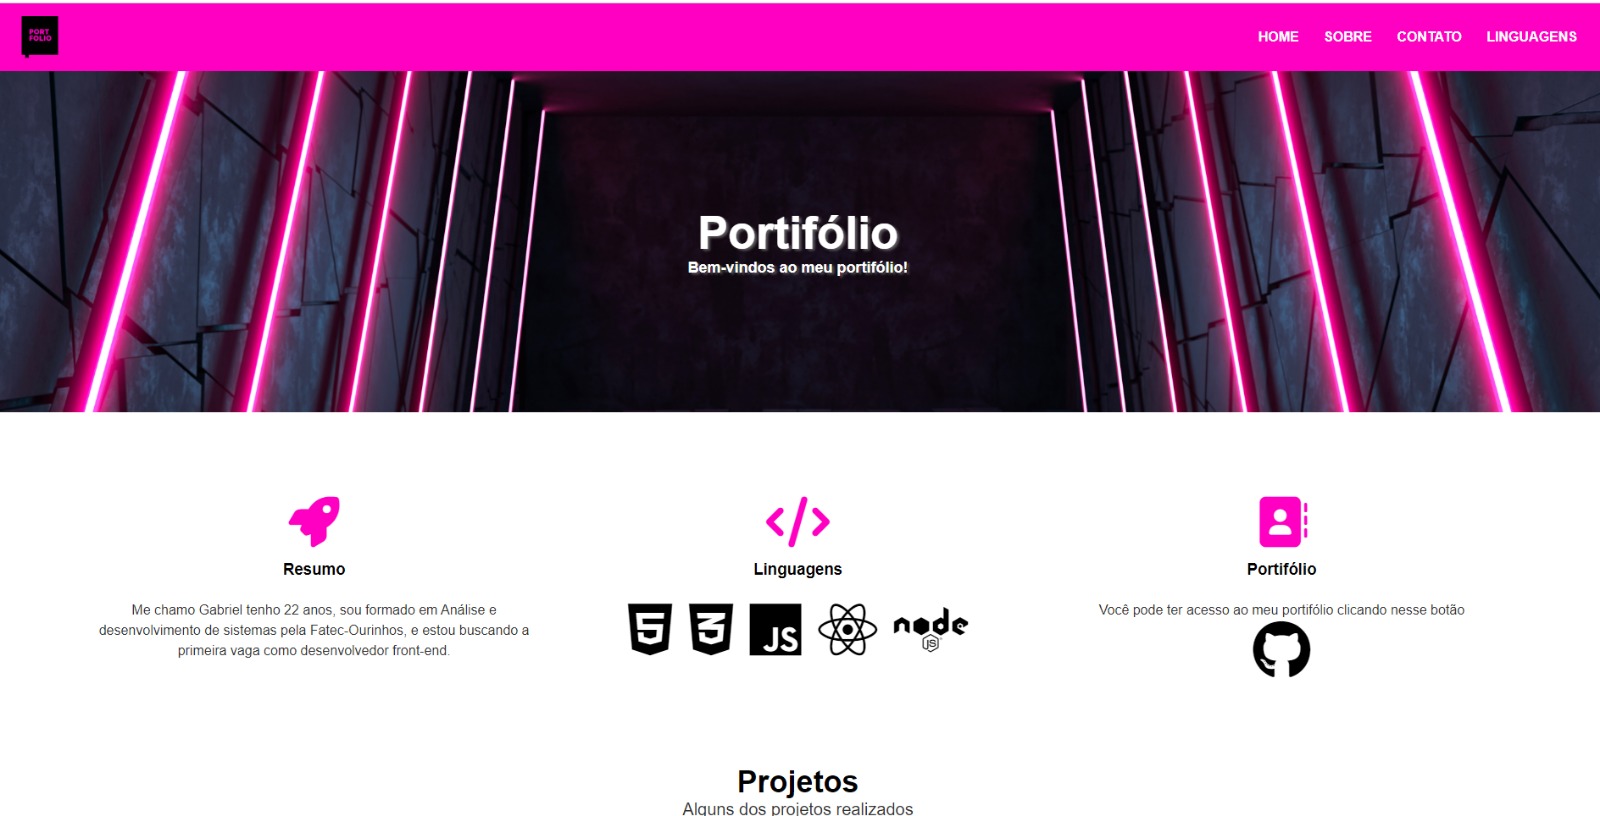 PORT
FOLIO
HOME SOBRE CONTATO LINGUAGENS
Portifólio
Bem-vindos ao meu portifólio!
Resumo
Me chamo Gabriel tenho 22 anos, sou formado em Análise e
desenvolvimento de sistemas pela Fatec-Ourinhos, e estou buscando a
primeira vaga como desenvolvedor front-end.
Linguagens
5 3 JS node
JS
Portifólio
Você pode ter acesso ao meu portifólio clicando nesse botão
Projetos
Alguns dos projetos realizados